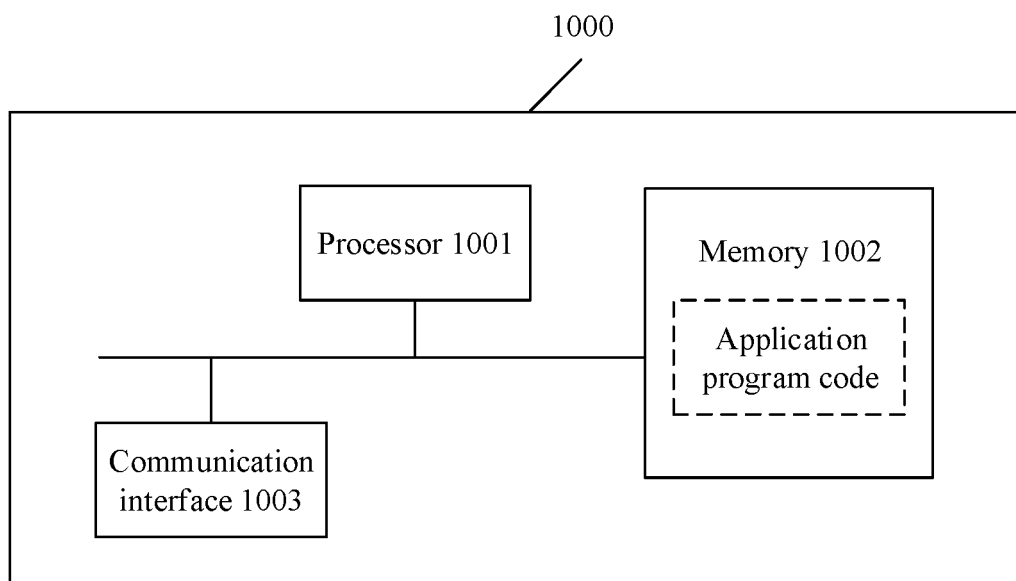 1000
Processor 1001
Memory 1002
Application
program code
Communication
interface 1003